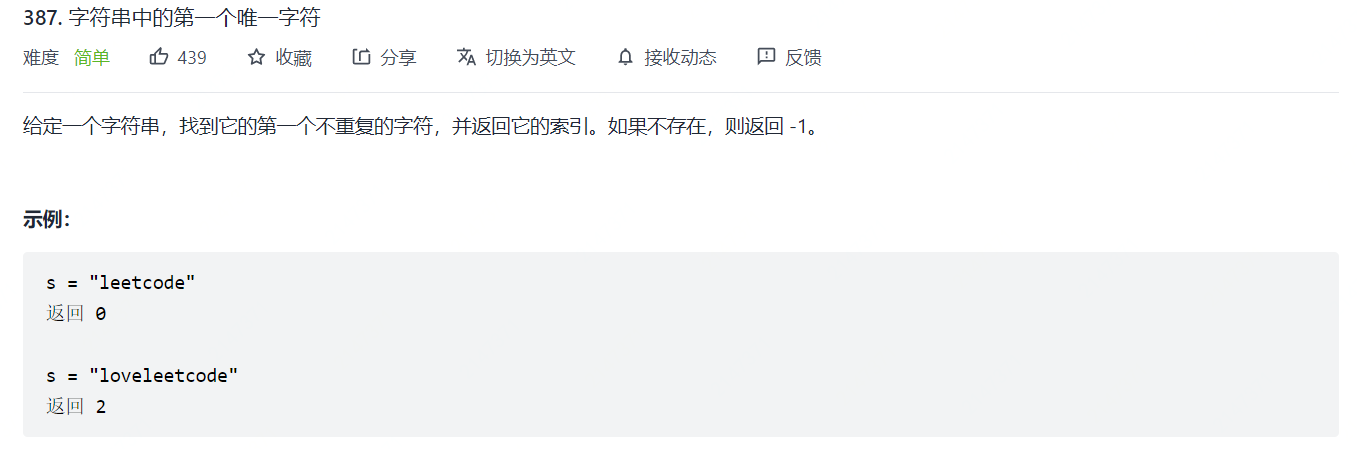 387. 字符串中的第一个唯一字符
难度 简单 439 收藏 分享 切换为英文 接收动态 反馈
给定一个字符串，找到它的第一个不重复的字符，并返回它的索引。如果不存在，则返回 -1。
示例：
s = "leetcode"
返回 0
s = "loveleetcode"
返回 2